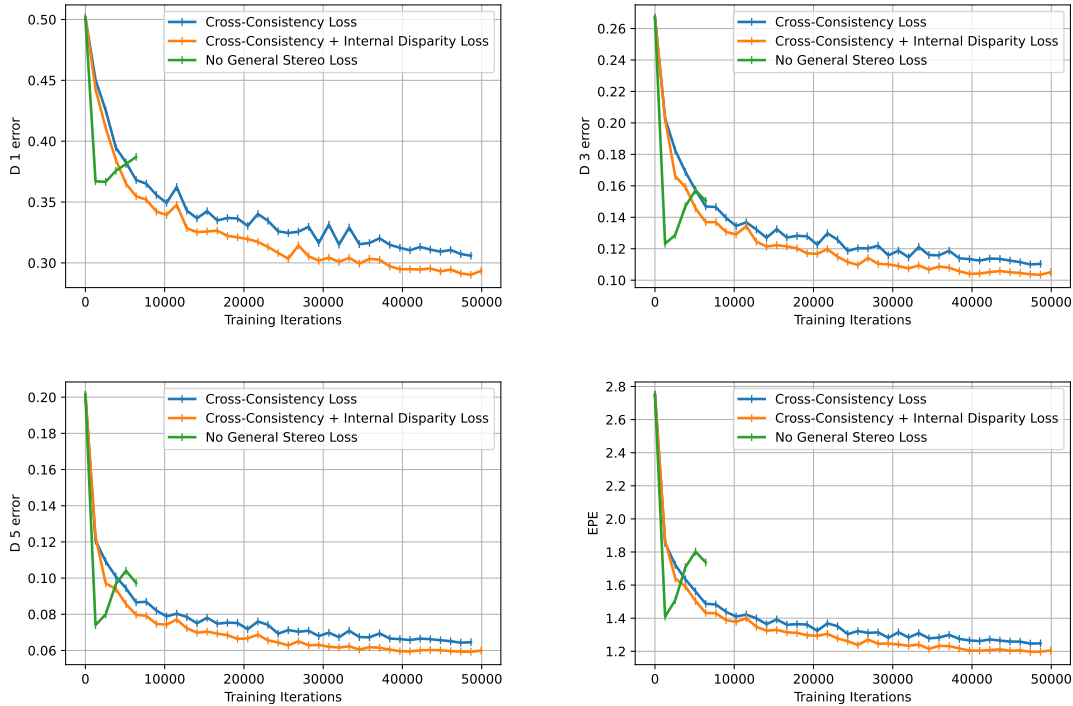 0.50
0.45
0.40
0.35
0.30
D 1 error
0
10000
20000
30000
40000
50000
Training Iterations
Cross-Consistency Loss
Cross-Consistency + Internal Disparity Loss
No General Stereo Loss
0.26
0.24
0.22
0.20
0.18
0.16
0.14
0.12
0.10
D 3 error
0
10000
20000
30000
40000
50000
Training Iterations
Cross-Consistency Loss
Cross-Consistency + Internal Disparity Loss
No General Stereo Loss
0.20
0.18
0.16
0.14
0.12
0.10
0.08
0.06
D 5 error
0
10000
20000
30000
40000
50000
Training Iterations
Cross-Consistency Loss
Cross-Consistency + Internal Disparity Loss
No General Stereo Loss
2.8
2.6
2.4
2.2
2.0
1.8
1.6
1.4
1.2
EPE
0
10000
20000
30000
40000
50000
Training Iterations
Cross-Consistency Loss
Cross-Consistency + Internal Disparity Loss
No General Stereo Loss